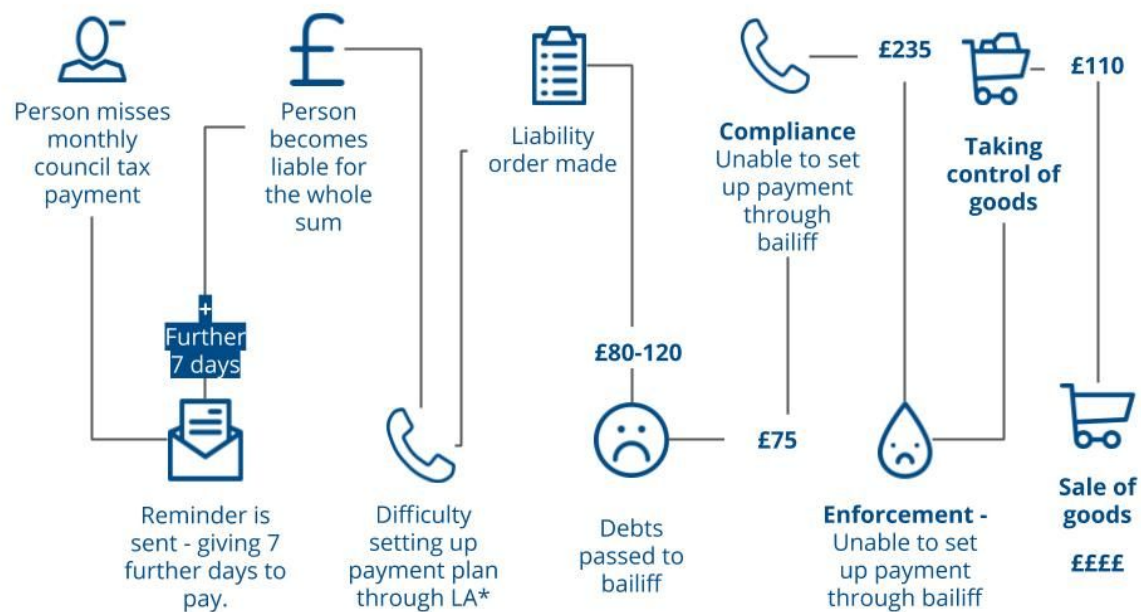 Person misses
monthly
council tax
payment
+
Further
7 days
Reminder is
sent - giving 7
further days to
pay.
£
Person
becomes
liable for
the whole
sum
Difficulty
setting up
payment plan
through LA*
Liability
order made
£80-120
Debts
passed to
bailiff
£75
Compliance
Unable to set
up payment
through
bailiff
£235
Enforcement -
Unable to set
up payment
through bailiff
Taking
control of
goods
£110
Sale of
goods
££££